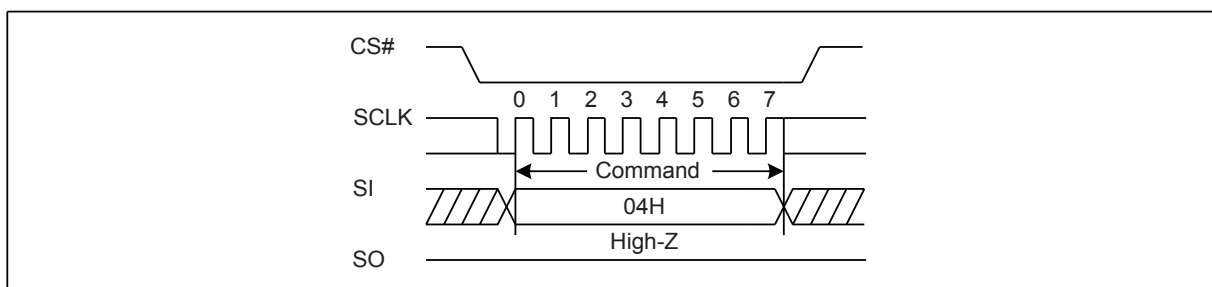 CS#
0 1 2 3 4 5 6 7
SCLK
Command
SI
04H
High-Z
SO